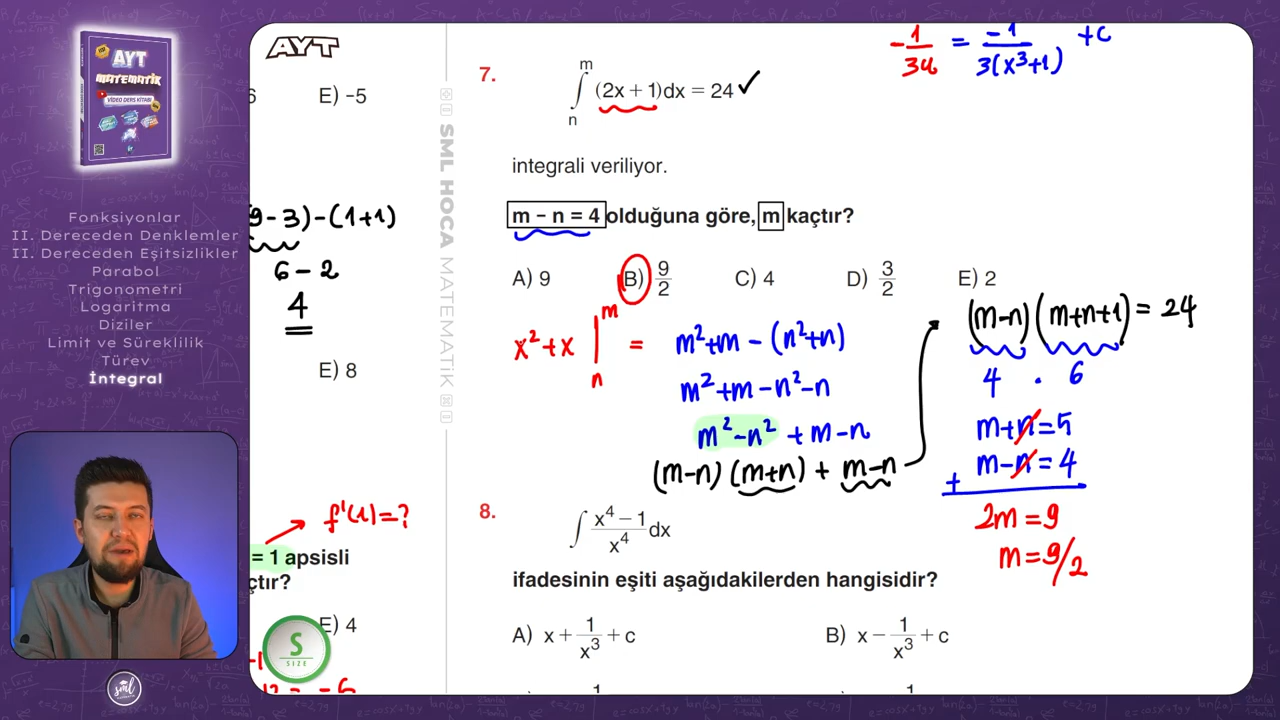 AYT
AYT
MATEMATİK
VİDEO DERS KİTABI
Fonksiyonlar
II. Dereceden Denklemler
II. Dereceden Eşitsizlikler
Parabol
Trigonometri
Logaritma
Diziler
Limit ve Süreklilik
Türev
İntegral
sml
6 E) -5
9-3)-(1+1)
6-2
4
E) 8
f'(1)=?
= 1 apsisli
çtır?
E) 4
S
SIZE
SML HOCA MATEMATİK
-1/3u = -1/3(x³+1) +c
7. ∫ₙᵐ (2x + 1)dx = 24 ✓
integrali veriliyor.
m − n = 4 olduğuna göre, m kaçtır?
A) 9 B) 9/2 C) 4 D) 3/2 E) 2
x²+x |ₙᵐ = m²+m − (n²+n)
m²+m−n²−n
m²−n² + m−n
(m−n)(m+n) + m−n
(m−n)(m+n+1) = 24
4 . 6
m+n=5
+ m−n=4
2m=9
m=9/2
8. ∫ x⁴ − 1/x⁴ dx
ifadesinin eşiti aşağıdakilerden hangisidir?
A) x + 1/x³ + c B) x − 1/x³ + c